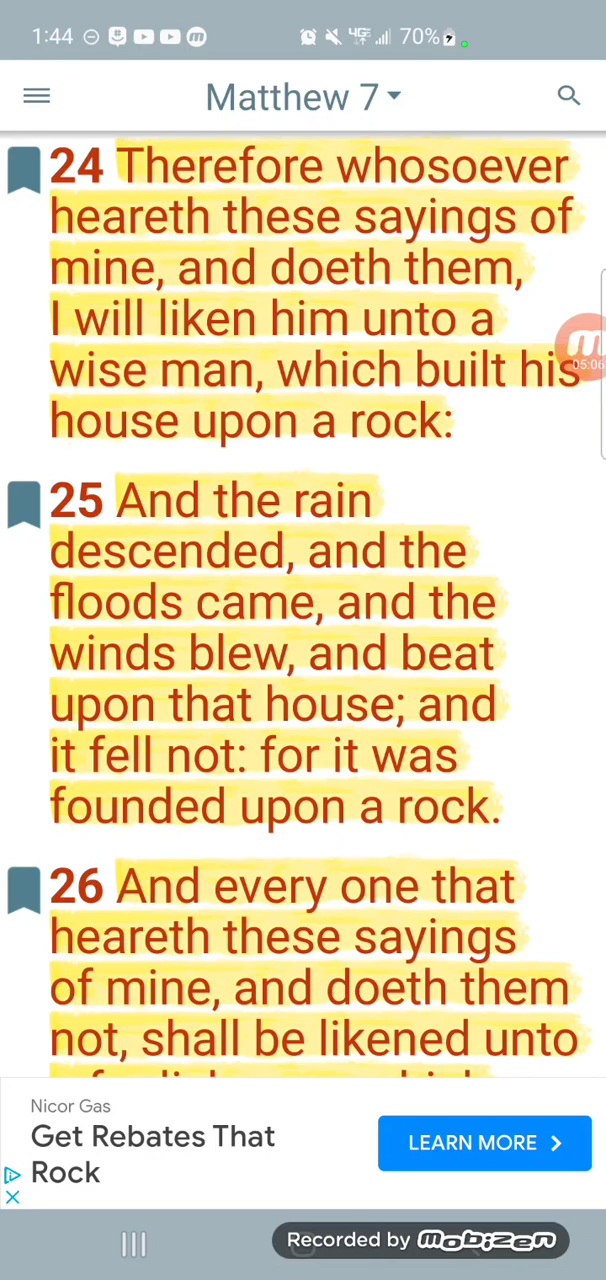 1:44 70%
Matthew 7
24 Therefore whosoever
heareth these sayings of
mine, and doeth them,
I will liken him unto a
wise man, which built his
house upon a rock:
05:06
25 And the rain
descended, and the
floods came, and the
winds blew, and beat
upon that house; and
it fell not: for it was
founded upon a rock.
26 And every one that
heareth these sayings
of mine, and doeth them
not, shall be likened unto
Nicor Gas
Get Rebates That
Rock
LEARN MORE
Recorded by mobizen